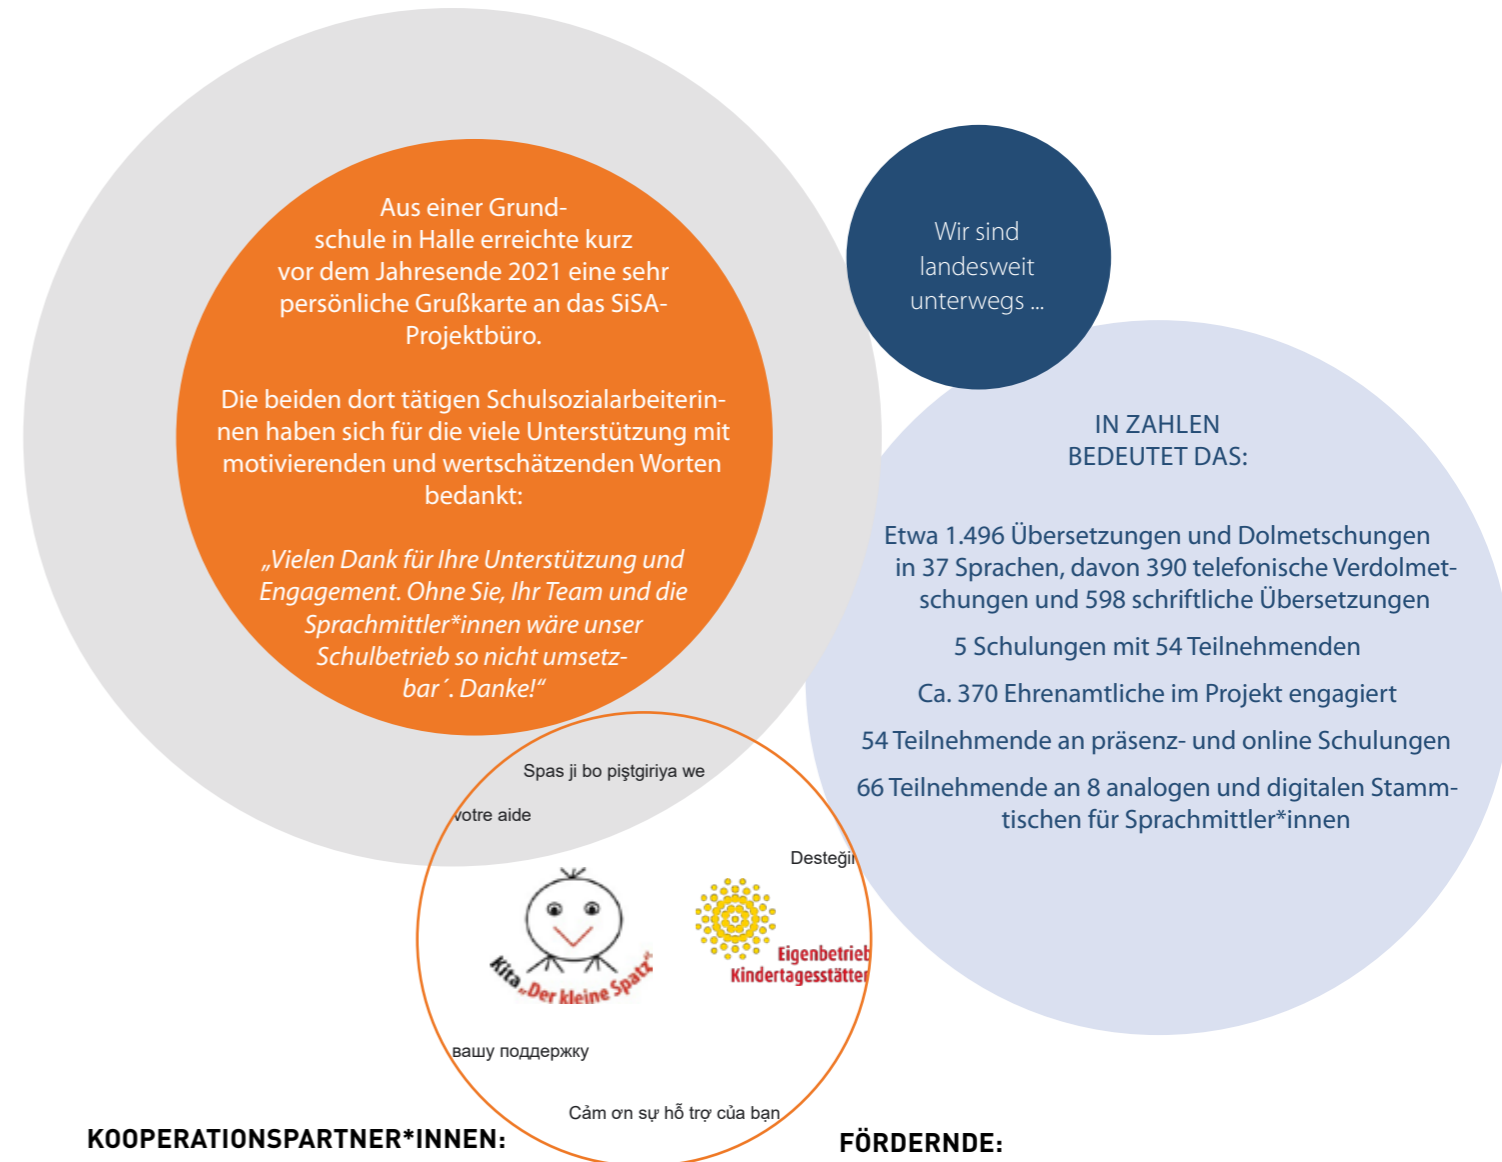 Aus einer Grund-
schule in Halle erreichte kurz
vor dem Jahresende 2021 eine sehr
persönliche Grußkarte an das SiSA-
Projektbüro.
Die beiden dort tätigen Schulsozialarbeiterin-
nen haben sich für die viele Unterstützung mit
motivierenden und wertschätzenden Worten
bedankt:
„Vielen Dank für Ihre Unterstützung und
Engagement. Ohne Sie, Ihr Team und die
Sprachmittler*innen wäre unser
Schulbetrieb so nicht umsetz-
bar´. Danke!“
Wir sind
landesweit
unterwegs ...
IN ZAHLEN
BEDEUTET DAS:
Etwa 1.496 Übersetzungen und Dolmetschungen
in 37 Sprachen, davon 390 telefonische Verdolmet-
schungen und 598 schriftliche Übersetzungen
5 Schulungen mit 54 Teilnehmenden
Ca. 370 Ehrenamtliche im Projekt engagiert
54 Teilnehmende an präsenz- und online Schulungen
66 Teilnehmende an 8 analogen und digitalen Stamm-
tischen für Sprachmittler*innen
Spas ji bo piştgiriya we
votre aide
Desteğin
Kita „Der kleine Spatz“
Eigenbetrieb
Kindertagesstätten
вашу поддержку
Cảm ơn sự hỗ trợ của bạn
KOOPERATIONSPARTNER*INNEN:
FÖRDERNDE: